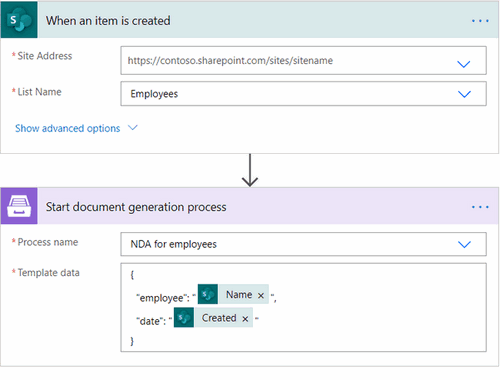 When an item is created
* Site Address
https://contoso.sharepoint.com/sites/sitename
* List Name
Employees
Show advanced options
Start document generation process
* Process name
NDA for employees
* Template data
{
"employee": " Name × ",
"date": " Created × "
}